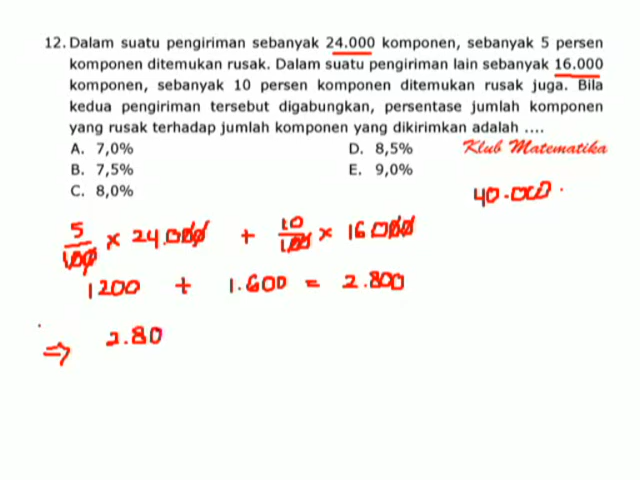 12. Dalam suatu pengiriman sebanyak 24.000 komponen, sebanyak 5 persen
komponen ditemukan rusak. Dalam suatu pengiriman lain sebanyak 16.000
komponen, sebanyak 10 persen komponen ditemukan rusak juga. Bila
kedua pengiriman tersebut digabungkan, persentase jumlah komponen
yang rusak terhadap jumlah komponen yang dikirimkan adalah ....
A. 7,0% D. 8,5% Klub Matematika
B. 7,5% E. 9,0%
C. 8,0% 40.000
5/100 × 24.000 + 10/100 × 16000
1200 + 1.600 = 2.800
⇒ 2.80